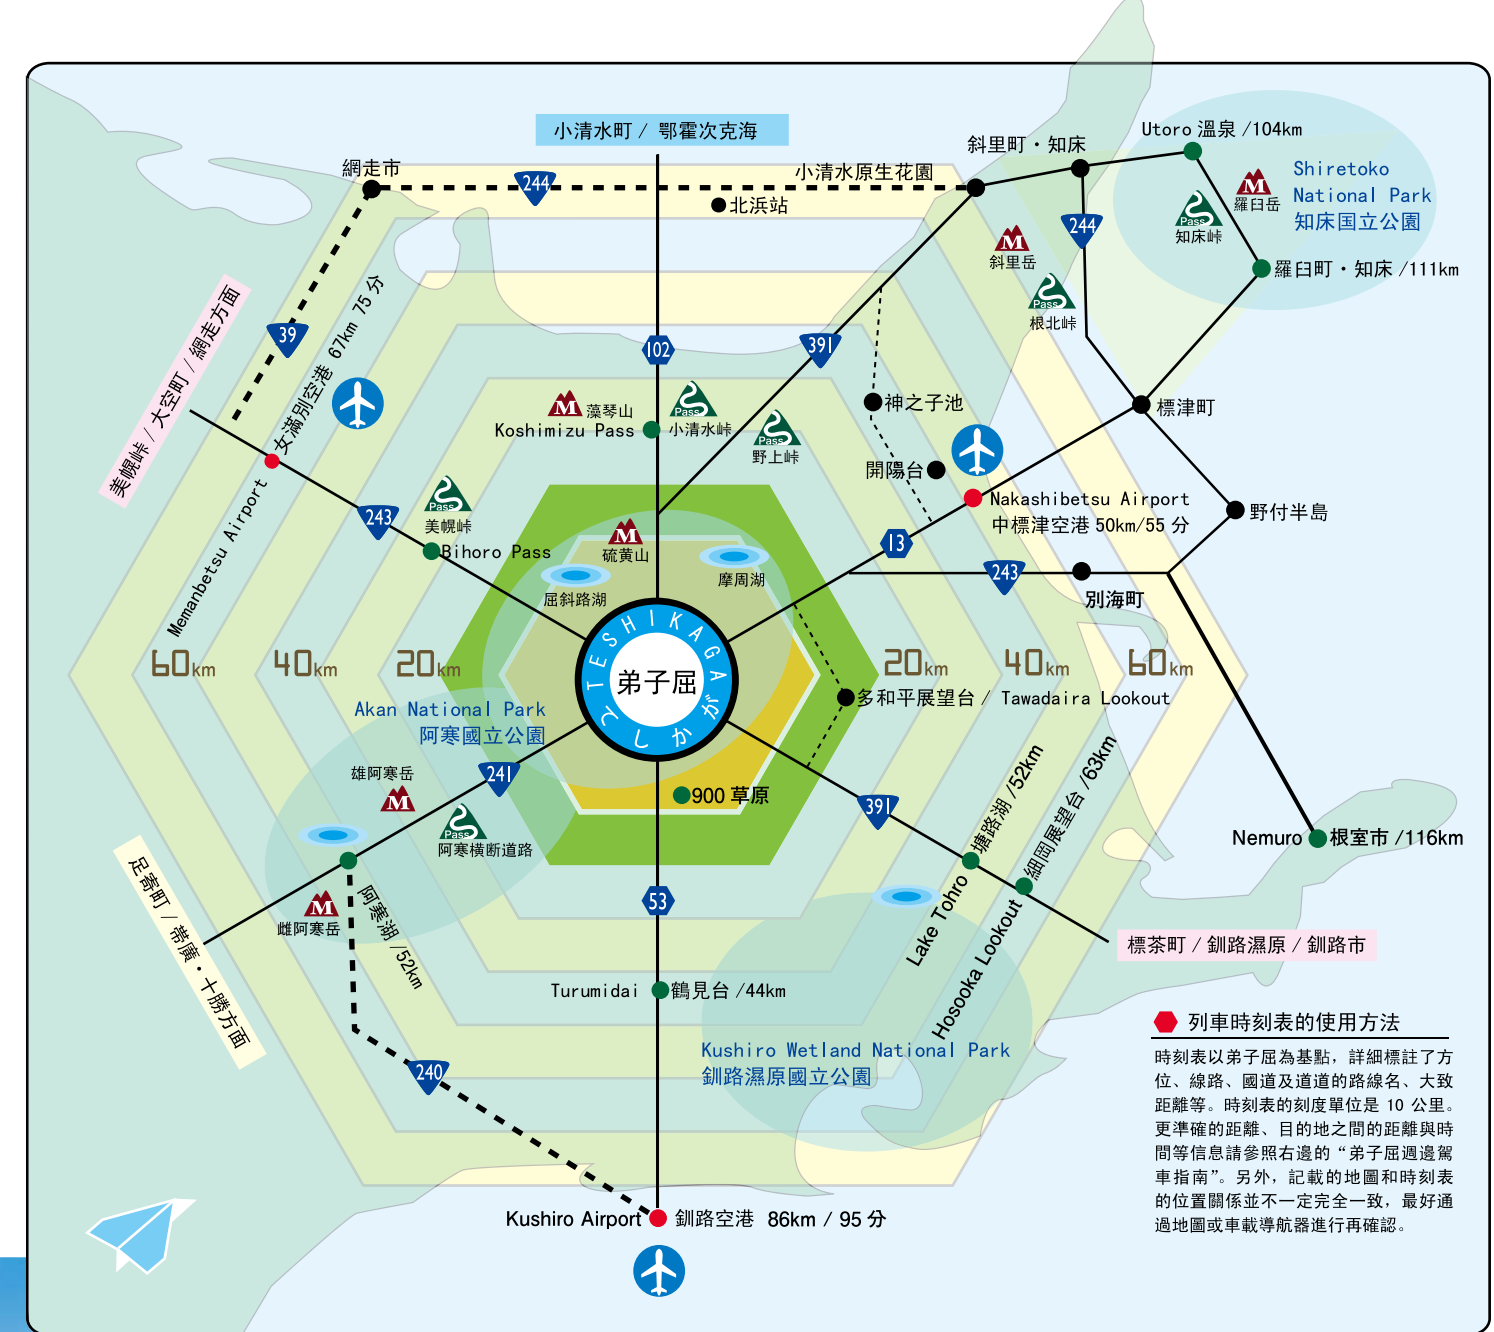 小清水町 / 鄂霍次克海
Utoro 溫泉 /104km
斜里町・知床
Shiretoko
National Park
知床国立公園
羅臼岳
Pass
知床峠
網走市
244
小清水原生花園
北浜站
244
斜里岳
羅臼町・知床 /111km
Pass
根北峠
美幌峠 / 大空町 / 網走方面
39
女滿別空港 67km 75 分
Memanbetsu Airport
102
391
藻琴山
Koshimizu Pass
Pass
小清水峠
Pass
野上峠
神之子池
標津町
開陽台
Nakashibetsu Airport
中標津空港 50km/55 分
野付半島
Pass
美幌峠
243
Bihoro Pass
硫黄山
屈斜路湖
摩周湖
13
243
別海町
TESHIKAGA
弟子屈
てしかが
60km
40km
20km
20km
40km
60km
多和平展望台 / Tawadaira Lookout
Akan National Park
阿寒國立公園
雄阿寒岳
241
Pass
阿寒横断道路
900 草原
391
塘路湖 /52km
Lake Tohro
細岡展望台 /63km
Hosooka Lookout
Nemuro
根室市 /116km
足寄町 / 帯廣・十勝方面
雌阿寒岳
阿寒湖 /52km
53
標茶町 / 釧路濕原 / 釧路市
Turumidai
鶴見台 /44km
240
Kushiro Wetland National Park
釧路濕原國立公園
Kushiro Airport
釧路空港 86km / 95 分
列車時刻表的使用方法
時刻表以弟子屈為基點，詳細標註了方
位、線路、國道及道道的路線名、大致
距離等。時刻表的刻度單位是 10 公里。
更準確的距離、目的地之間的距離與時
間等信息請參照右邊的“弟子屈週邊駕
車指南”。另外，記載的地圖和時刻表
的位置關係並不一定完全一致，最好通
過地圖或車載導航器進行再確認。